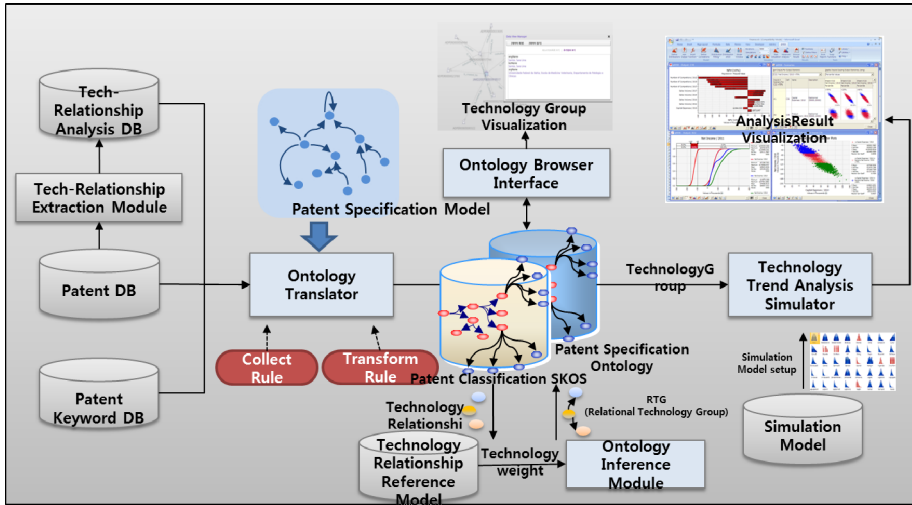 Tech-
Relationship
Analysis DB
Tech-Relationship
Extraction Module
Patent DB
Patent
Keyword DB
Patent Specification Model
Ontology
Translator
Collect
Rule
Transform
Rule
Technology Group
Visualization
Ontology Browser
Interface
Patent Specification
Ontology
Patent Classification SKOS
Technology
Relationshi
RTG
(Relational Technology Group)
Technology
Relationship
Reference
Model
Technology
weight
Ontology
Inference
Module
AnalysisResult
Visualization
TechnologyG
roup
Technology
Trend Analysis
Simulator
Simulation
Model setup
Simulation
Model